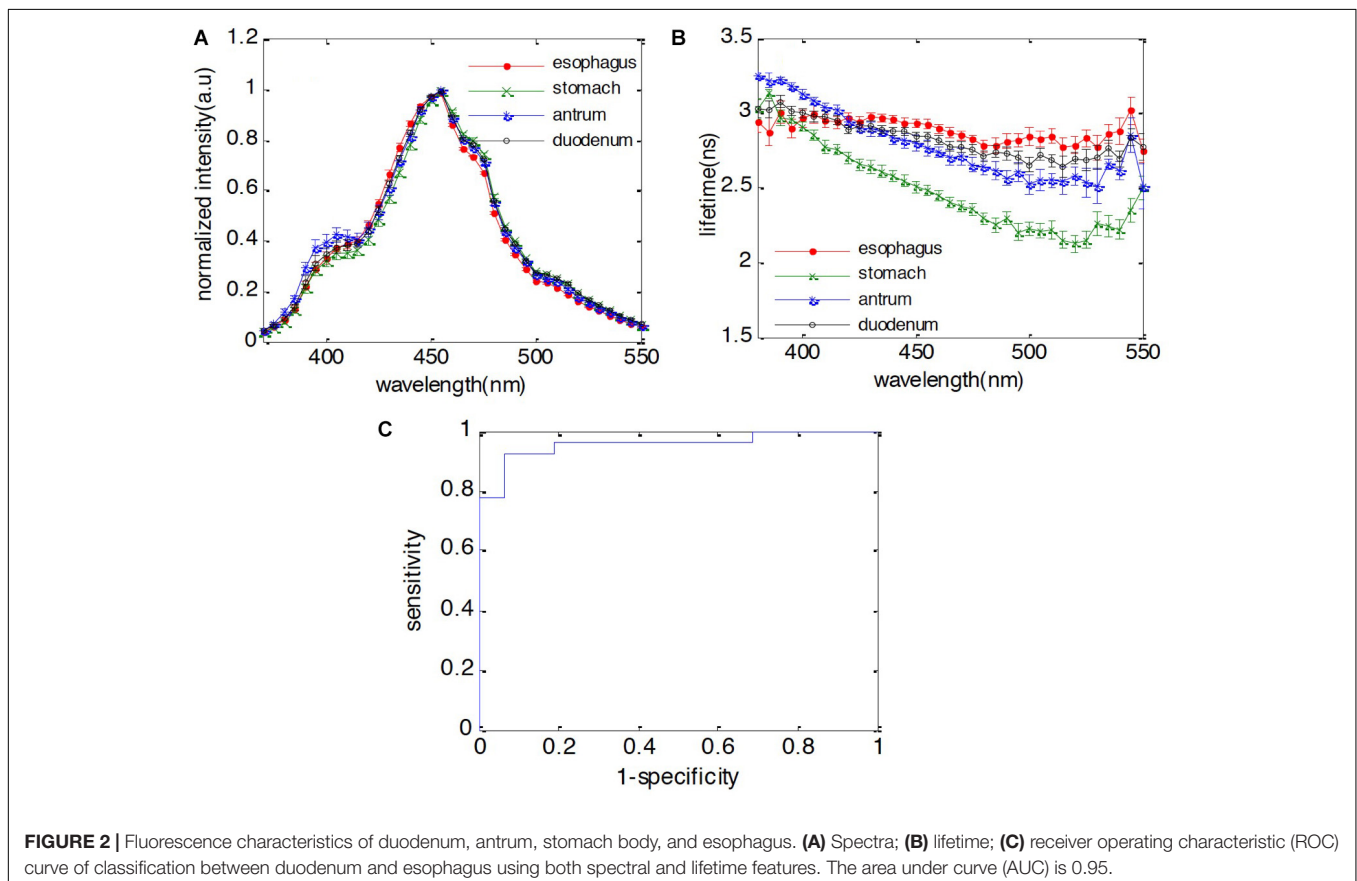 A
1.2
1
0.8
0.6
0.4
0.2
0
normalized intensity(a.u)
esophagus
stomach
antrum
duodenum
400
450
500
550
wavelength(nm)
B
3.5
3
2.5
2
1.5
lifetime(ns)
esophagus
stomach
antrum
duodenum
400
450
500
550
wavelength(nm)
C
1
0.8
0.6
0.4
0.2
0
sensitivity
0
0.2
0.4
0.6
0.8
1
1-specificity
FIGURE 2 | Fluorescence characteristics of duodenum, antrum, stomach body, and esophagus. (A) Spectra; (B) lifetime; (C) receiver operating characteristic (ROC)
curve of classification between duodenum and esophagus using both spectral and lifetime features. The area under curve (AUC) is 0.95.